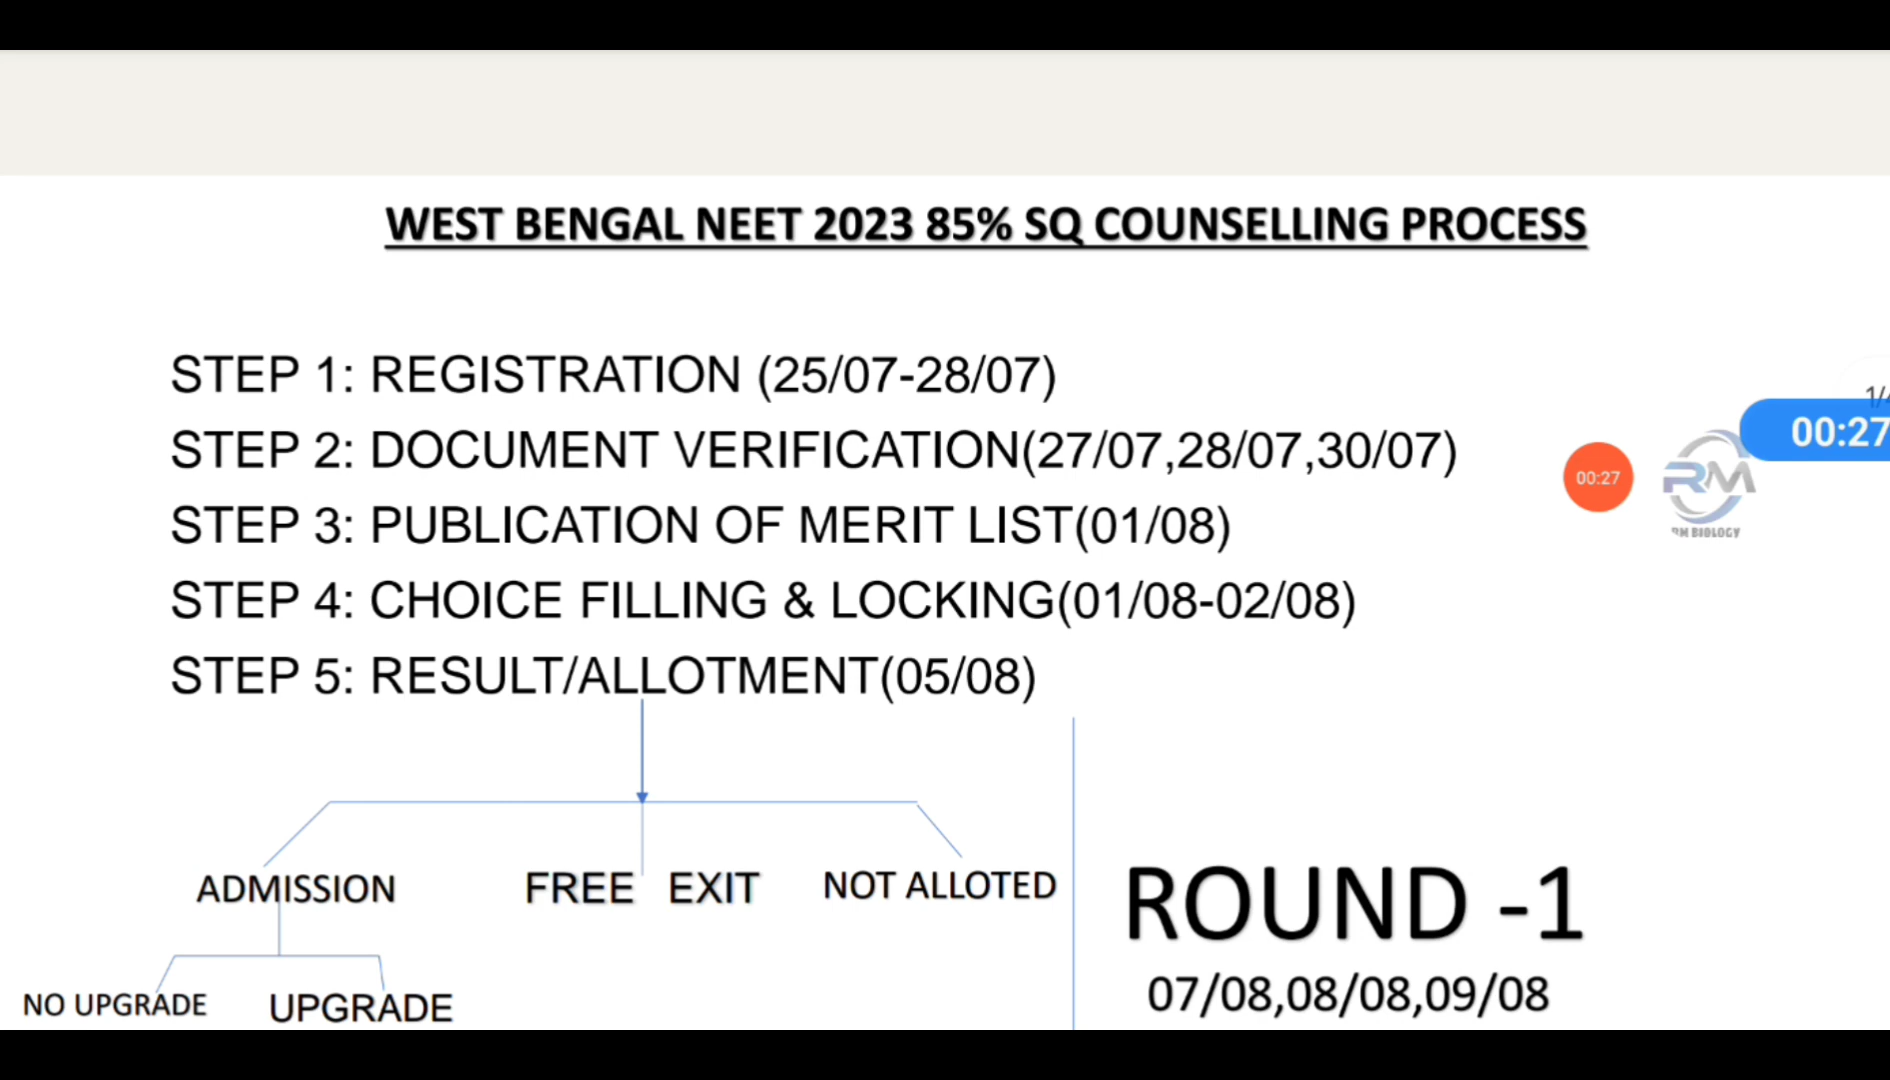 WEST BENGAL NEET 2023 85% SQ COUNSELLING PROCESS
STEP 1: REGISTRATION (25/07-28/07)
STEP 2: DOCUMENT VERIFICATION(27/07,28/07,30/07)
STEP 3: PUBLICATION OF MERIT LIST(01/08)
STEP 4: CHOICE FILLING & LOCKING(01/08-02/08)
STEP 5: RESULT/ALLOTMENT(05/08)
00:27
00:27
RM
RM BIOLOGY
ADMISSION
FREE EXIT
NOT ALLOTED
NO UPGRADE
UPGRADE
ROUND -1
07/08,08/08,09/08